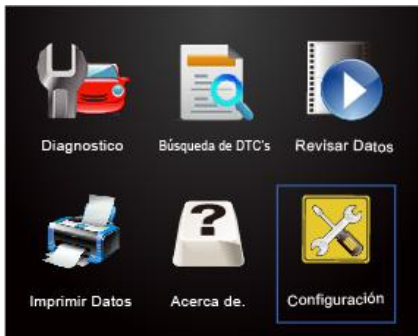 Diagnostico
Búsqueda de DTC's
Revisar Datos
?
Imprimir Datos
Acerca de.
Configuración